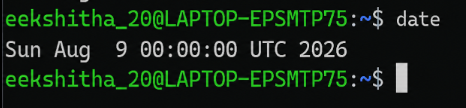 eekshitha_20@LAPTOP-EPSMTP75:~$ date
Sun Aug  9 00:00:00 UTC 2026
eekshitha_20@LAPTOP-EPSMTP75:~$